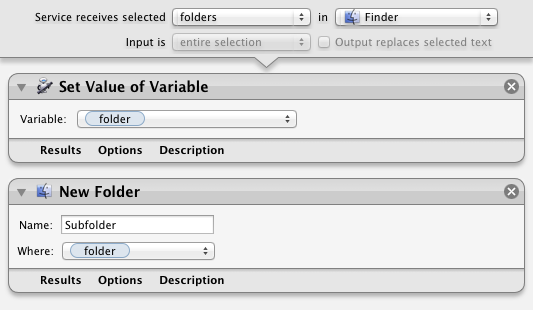 Service receives selected folders in Finder
Input is entire selection Output replaces selected text
Set Value of Variable
Variable: folder
Results Options Description
New Folder
Name: Subfolder
Where: folder
Results Options Description